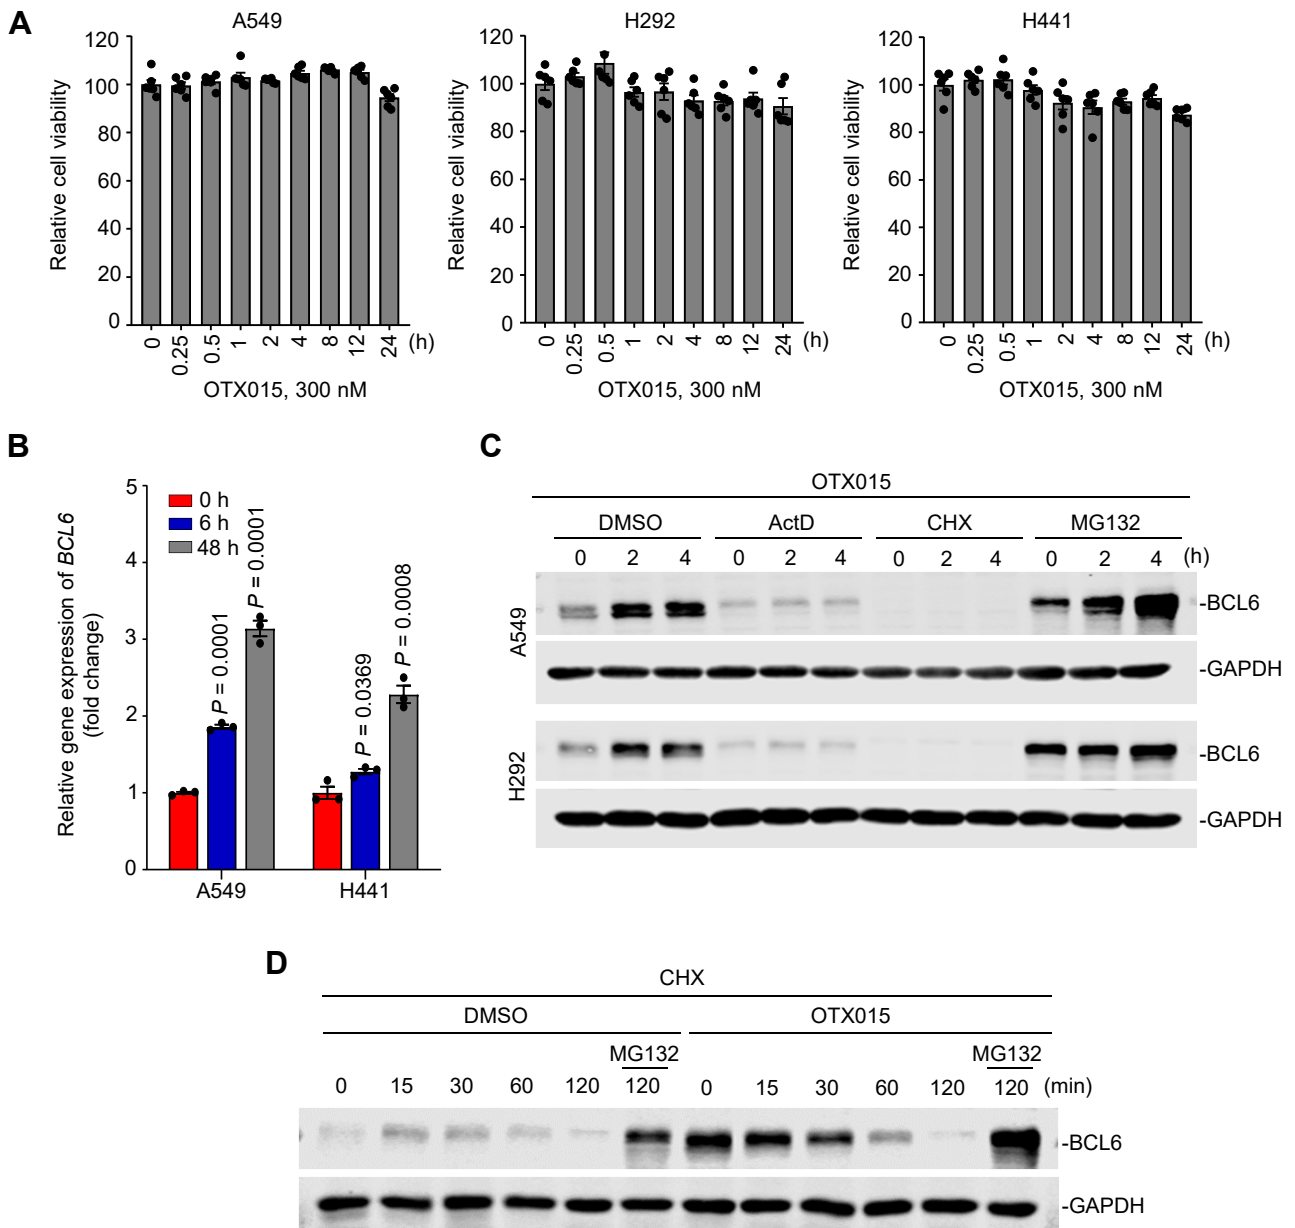 A
A549
H292
H441
Relative cell viability
120
100
80
60
40
20
0
0 0.25 0.5 1 2 4 8 12 24 (h)
OTX015, 300 nM
Relative cell viability
120
100
80
60
40
20
0
0 0.25 0.5 1 2 4 8 12 24 (h)
OTX015, 300 nM
Relative cell viability
120
100
80
60
40
20
0
0 0.25 0.5 1 2 4 8 12 24 (h)
OTX015, 300 nM
B
Relative gene expression of BCL6
(fold change)
5
4
3
2
1
0
0 h
6 h
48 h
P = 0.0001
P = 0.0001
P = 0.0369
P = 0.0008
A549 H441
C
OTX015
DMSO ActD CHX MG132
0 2 4 0 2 4 0 2 4 0 2 4 (h)
A549
-BCL6
-GAPDH
H292
-BCL6
-GAPDH
D
CHX
DMSO OTX015
MG132 MG132
0 15 30 60 120 120 0 15 30 60 120 120 (min)
-BCL6
-GAPDH